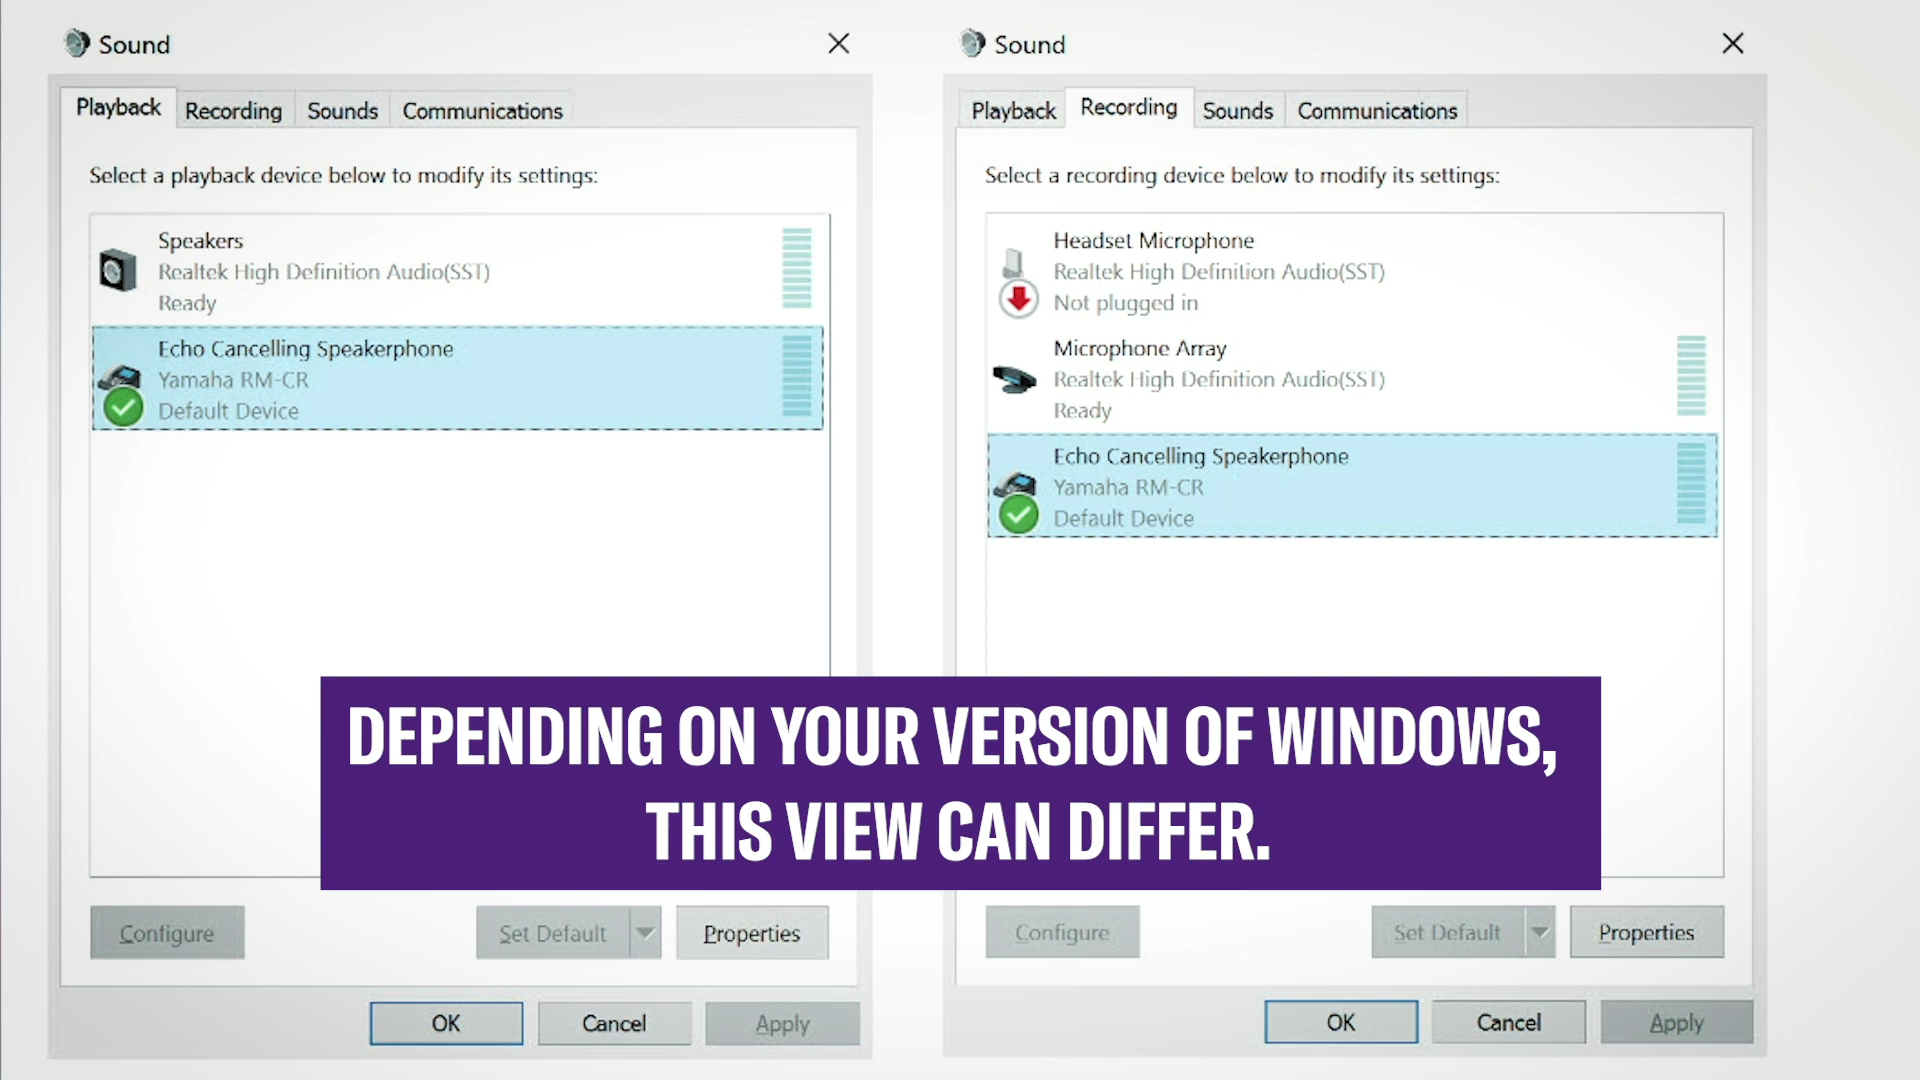 Sound
Playback
Recording
Sounds
Communications
Select a playback device below to modify its settings:
Speakers
Realtek High Definition Audio(SST)
Ready
Echo Cancelling Speakerphone
Yamaha RM-CR
Default Device
Configure
Set Default
Properties
OK
Cancel
Apply
Sound
Playback
Recording
Sounds
Communications
Select a recording device below to modify its settings:
Headset Microphone
Realtek High Definition Audio(SST)
Not plugged in
Microphone Array
Realtek High Definition Audio(SST)
Ready
Echo Cancelling Speakerphone
Yamaha RM-CR
Default Device
Configure
Set Default
Properties
OK
Cancel
Apply
DEPENDING ON YOUR VERSION OF WINDOWS,
THIS VIEW CAN DIFFER.